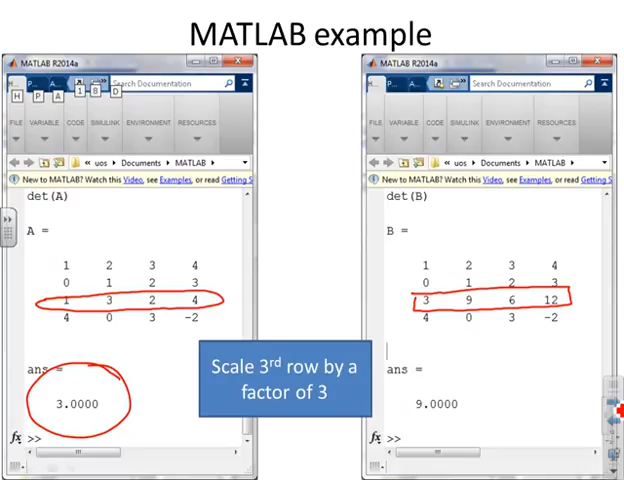 MATLAB example
MATLAB R2014a
H P... A... 1 8 Search Documentation
H P A D
FILE VARIABLE CODE SIMULINK ENVIRONMENT RESOURCES
« uos ▸ Documents ▸ MATLAB
New to MATLAB? Watch this Video, see Examples, or read Getting S
det(A)
A =
1 2 3 4
0 1 2 3
1 3 2 4
4 0 3 -2
ans =
3.0000
fx >>
Scale 3rd row by a
factor of 3
MATLAB R2014a
H... P... A... Search Documentation
FILE VARIABLE CODE SIMULINK ENVIRONMENT RESOURCES
« uos ▸ Documents ▸ MATLAB
New to MATLAB? Watch this Video, see Examples, or read Getting S
det(B)
B =
1 2 3 4
0 1 2 3
3 9 6 12
4 0 3 -2
ans =
9.0000
fx >>